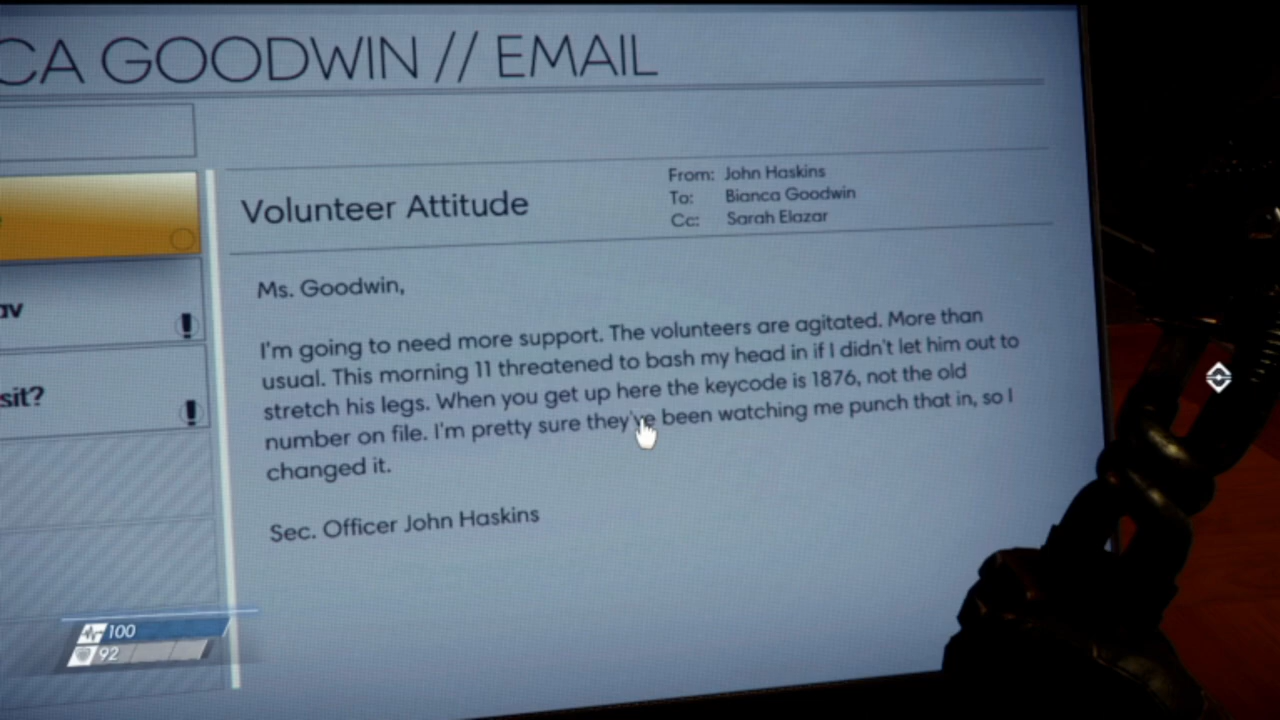 CA GOODWIN // EMAIL
Volunteer Attitude
From: John Haskins
To: Bianca Goodwin
Cc: Sarah Elazar
Ms. Goodwin,
I'm going to need more support. The volunteers are agitated. More than
usual. This morning 11 threatened to bash my head in if I didn't let him out to
stretch his legs. When you get up here the keycode is 1876, not the old
number on file. I'm pretty sure they've been watching me punch that in, so I
changed it.
Sec. Officer John Haskins
av
!
sit?
!
100
92